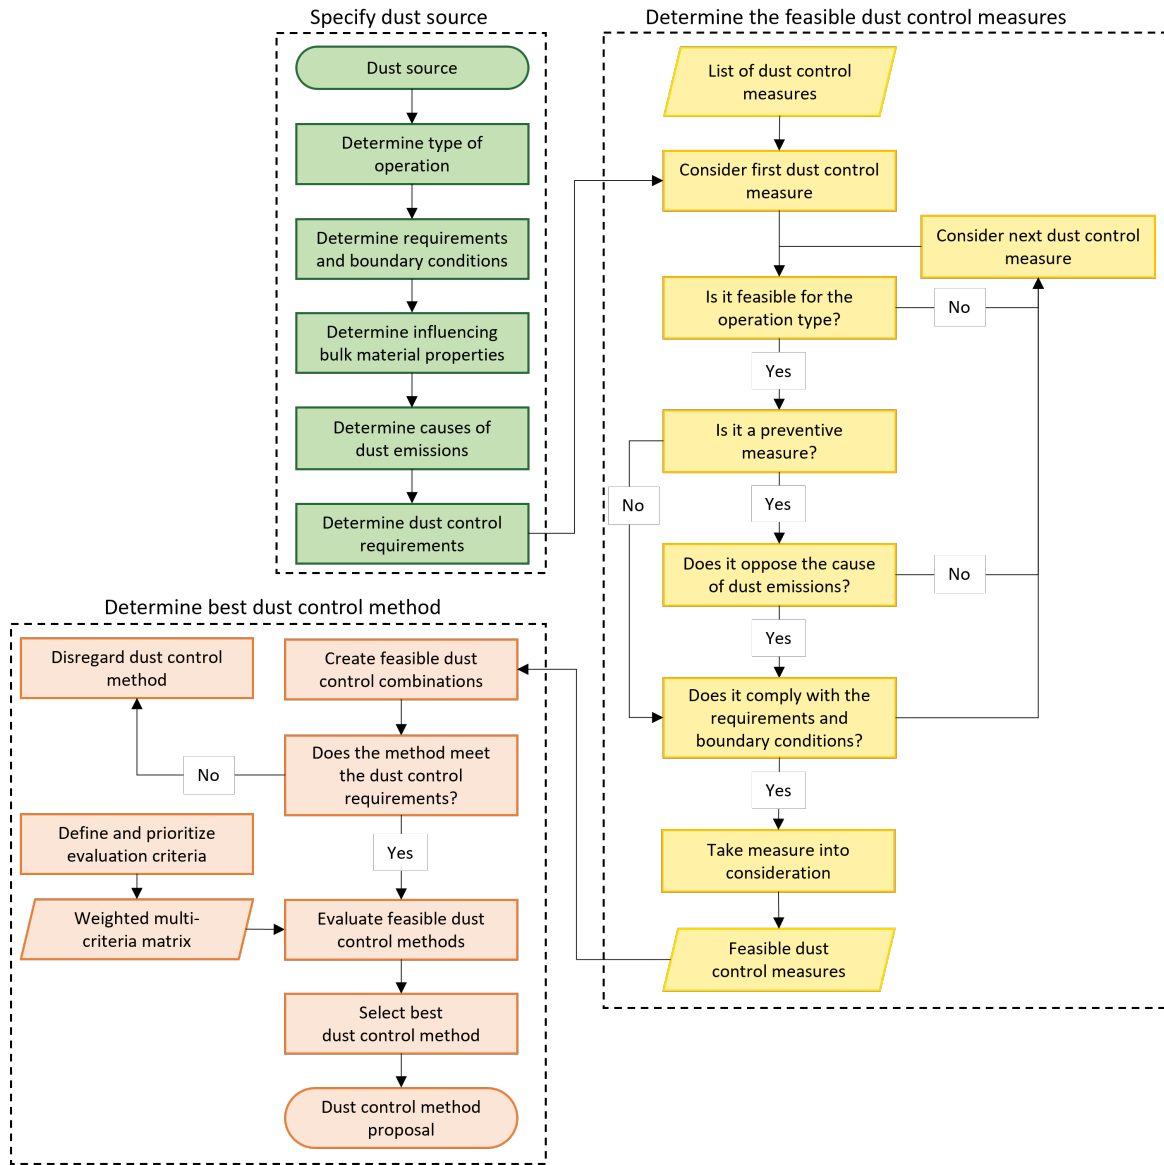 Specify dust source
Dust source
Determine type of
operation
Determine requirements
and boundary conditions
Determine influencing
bulk material properties
Determine causes of
dust emissions
Determine dust control
requirements
Determine the feasible dust control measures
List of dust control
measures
Consider first dust control
measure
Consider next dust control
measure
Is it feasible for the
operation type?
No
Yes
Is it a preventive
measure?
No
Yes
Does it oppose the cause
of dust emissions?
No
Yes
Does it comply with the
requirements and
boundary conditions?
Yes
Take measure into
consideration
Feasible dust
control measures
Determine best dust control method
Disregard dust control
method
Create feasible dust
control combinations
Does the method meet
the dust control
requirements?
No
Yes
Define and prioritize
evaluation criteria
Weighted multi-
criteria matrix
Evaluate feasible dust
control methods
Select best
dust control method
Dust control method
proposal